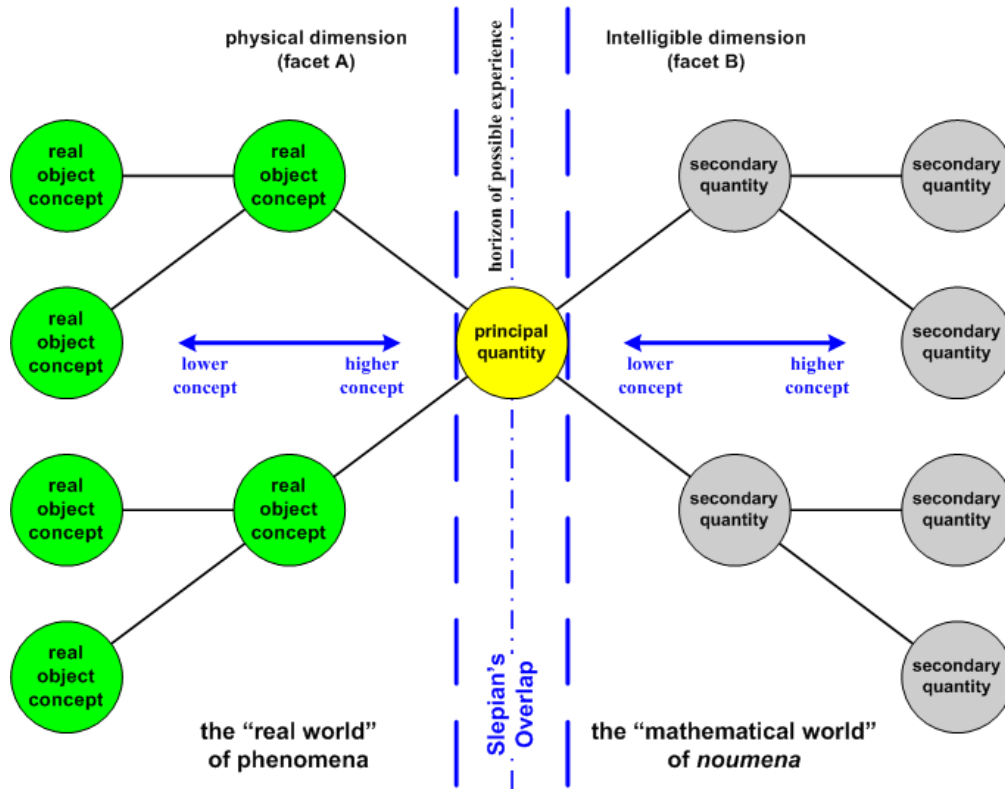 physical dimension
(facet A)
horizon of possible experience
Intelligible dimension
(facet B)
real
object
concept
real
object
concept
secondary
quantity
secondary
quantity
real
object
concept
principal
quantity
secondary
quantity
lower
concept
higher
concept
lower
concept
higher
concept
real
object
concept
real
object
concept
secondary
quantity
secondary
quantity
real
object
concept
secondary
quantity
the “real world”
of phenomena
Slepian's
Overlap
the “mathematical world”
of noumena